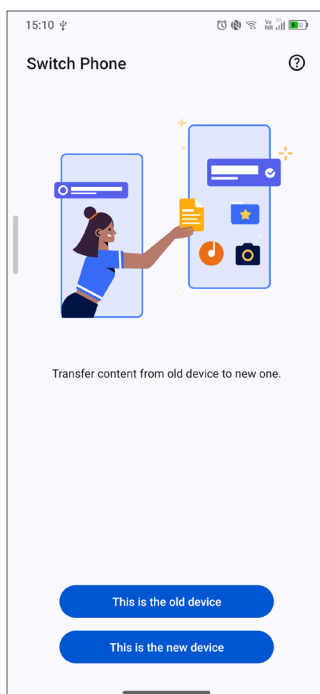 15:10
Switch Phone
Transfer content from old device to new one.
This is the old device
This is the new device